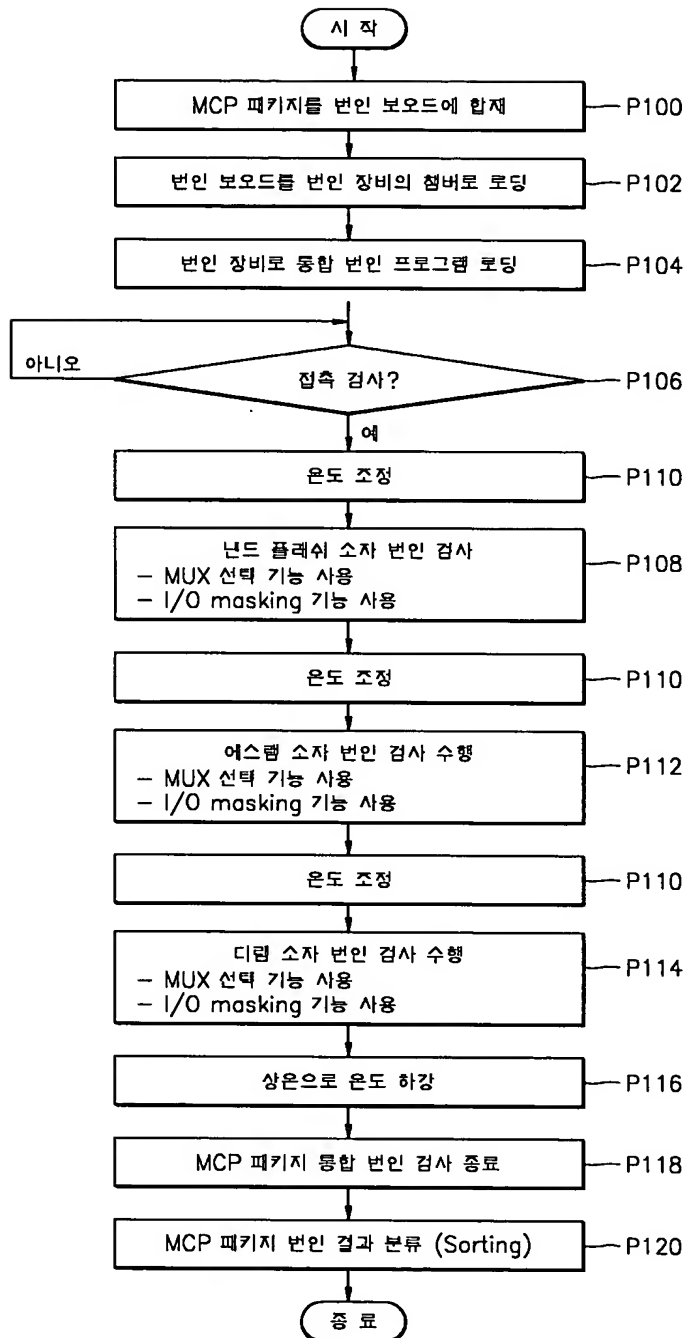 시 작
MCP 패키지를 번인 보오드에 탑재 P100
번인 보오드를 번인 장비의 챔버로 로딩 P102
번인 장비로 통합 번인 프로그램 로딩 P104
아니오
접촉 검사? P106
예
온도 조정 P110
낸드 플래쉬 소자 번인 검사 P108
- MUX 선택 기능 사용
- I/O masking 기능 사용
온도 조정 P110
에스램 소자 번인 검사 수행 P112
- MUX 선택 기능 사용
- I/O masking 기능 사용
온도 조정 P110
디램 소자 번인 검사 수행 P114
- MUX 선택 기능 사용
- I/O masking 기능 사용
상온으로 온도 하강 P116
MCP 패키지 통합 번인 검사 종료 P118
MCP 패키지 번인 결과 분류 (Sorting) P120
종 료